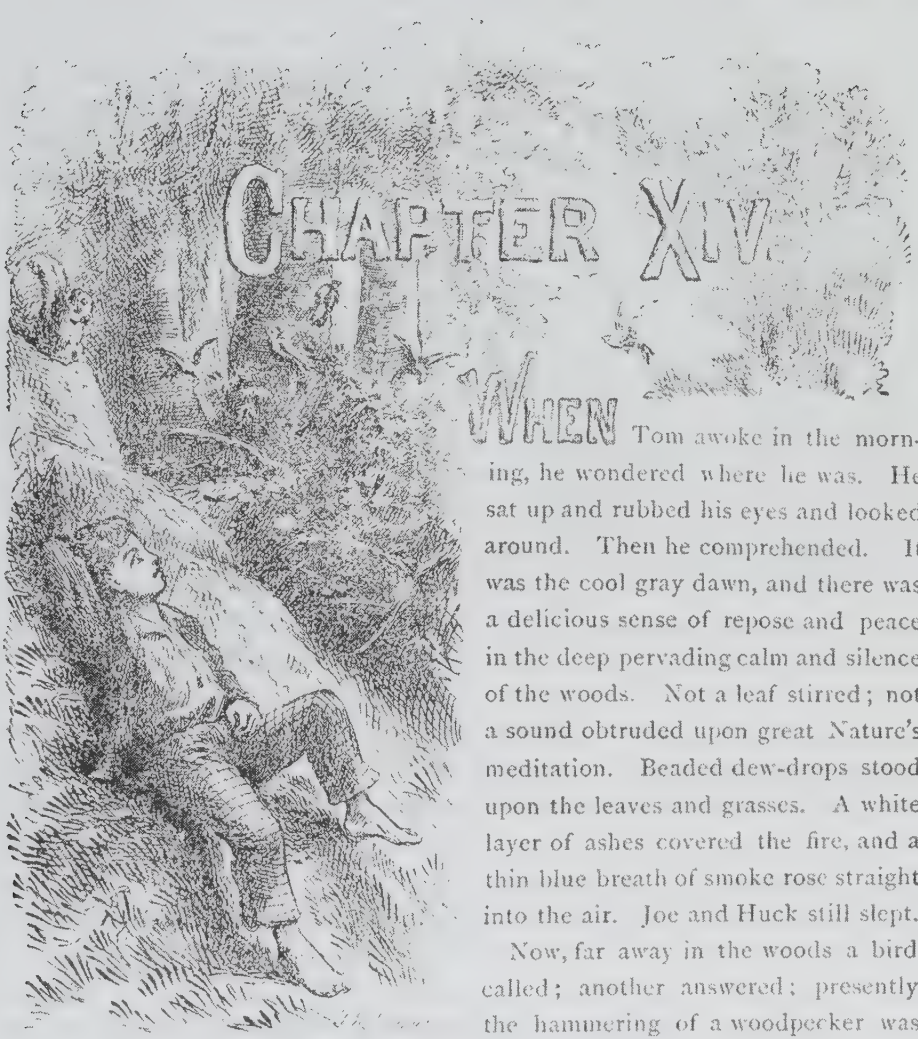 CHAPTER XIV.
WHEN Tom awoke in the morn-
ing, he wondered where he was. He
sat up and rubbed his eyes and looked
around. Then he comprehended. It
was the cool gray dawn, and there was
a delicious sense of repose and peace
in the deep pervading calm and silence
of the woods. Not a leaf stirred; not
a sound obtruded upon great Nature's
meditation. Beaded dew-drops stood
upon the leaves and grasses. A white
layer of ashes covered the fire, and a
thin blue breath of smoke rose straight
into the air. Joe and Huck still slept.
Now, far away in the woods a bird
called; another answered; presently
the hammering of a woodpecker was